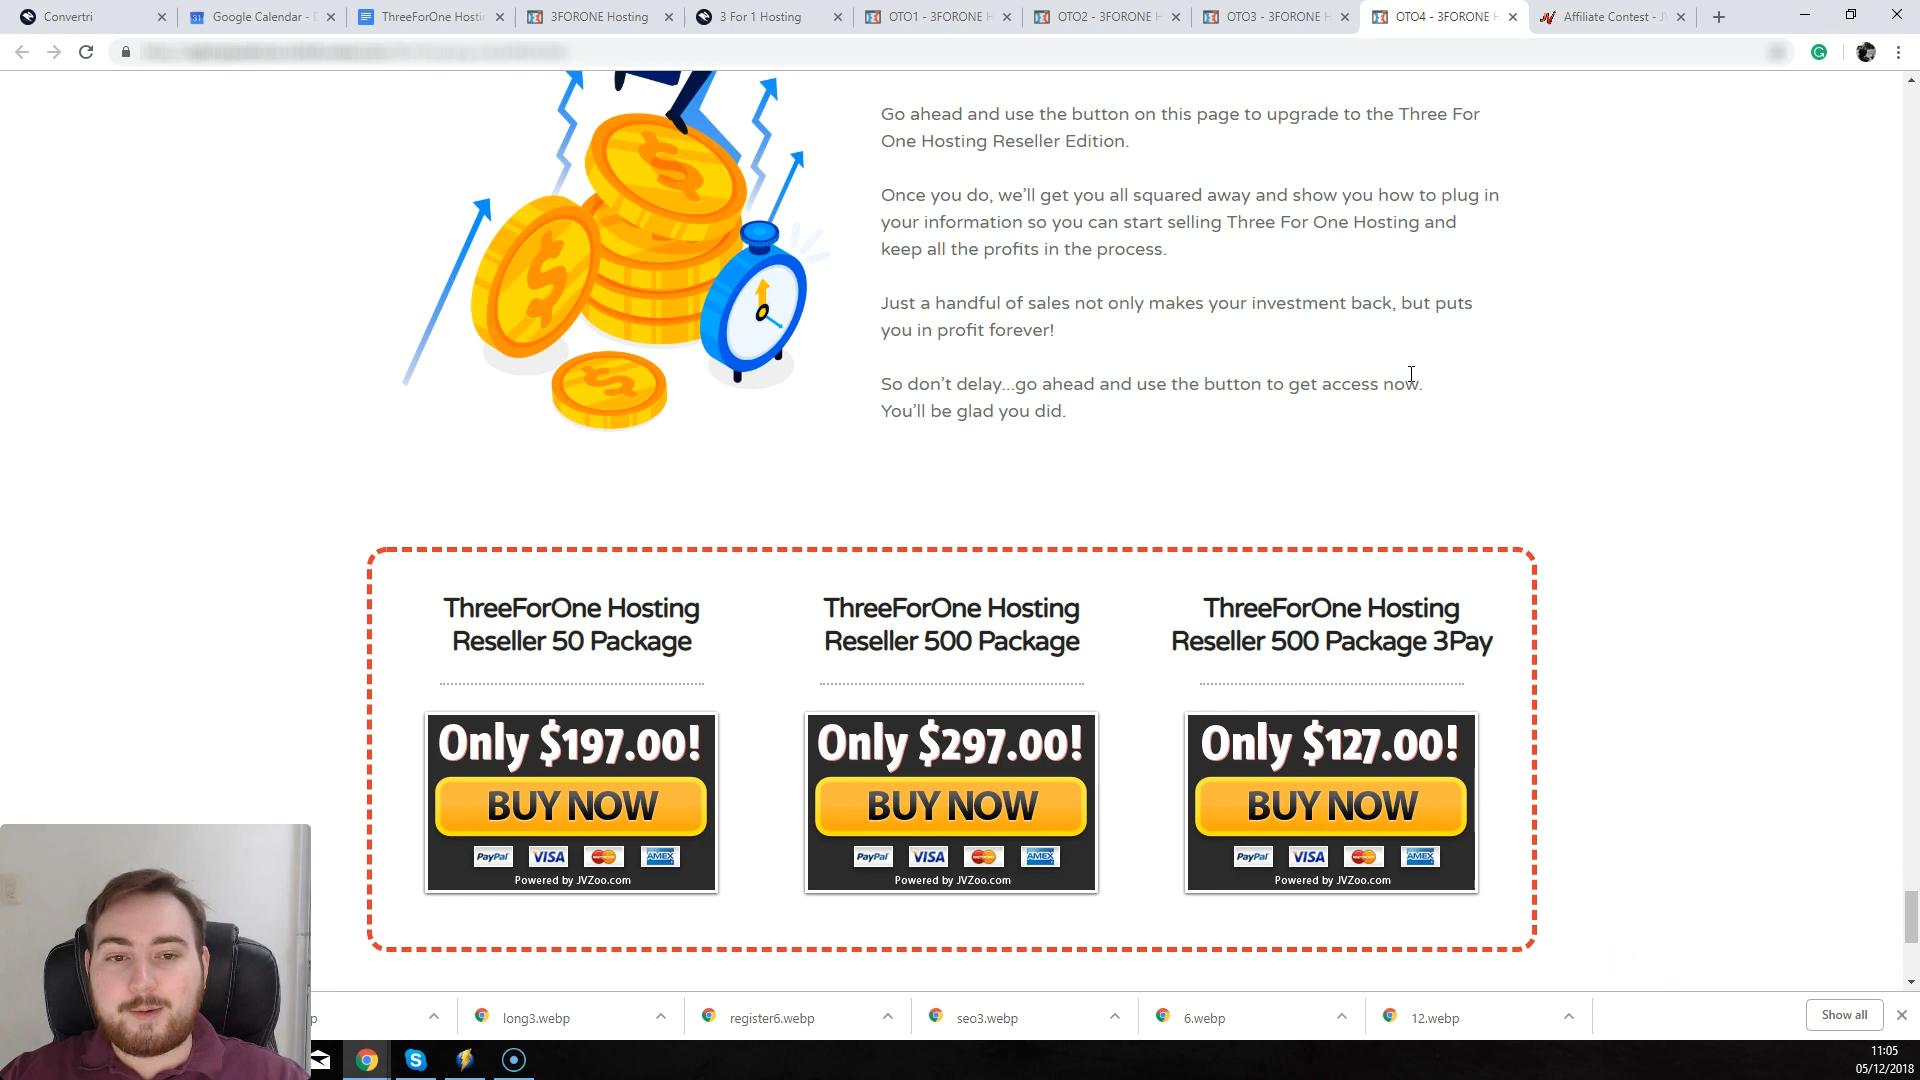 Convertri
Google Calendar - D
ThreeForOne Hosti
3FORONE Hosting
3 For 1 Hosting
OTO1 - 3FORONE H
OTO2 - 3FORONE H
OTO3 - 3FORONE H
OTO4 - 3FORONE H
Affiliate Contest - JV
Go ahead and use the button on this page to upgrade to the Three For
One Hosting Reseller Edition.
Once you do, we'll get you all squared away and show you how to plug in
your information so you can start selling Three For One Hosting and
keep all the profits in the process.
Just a handful of sales not only makes your investment back, but puts
you in profit forever!
So don't delay...go ahead and use the button to get access now.
You'll be glad you did.
ThreeForOne Hosting
Reseller 50 Package
Only $197.00!
BUY NOW
PayPal VISA MasterCard AMEX
Powered by JVZoo.com
ThreeForOne Hosting
Reseller 500 Package
Only $297.00!
BUY NOW
PayPal VISA MasterCard AMEX
Powered by JVZoo.com
ThreeForOne Hosting
Reseller 500 Package 3Pay
Only $127.00!
BUY NOW
PayPal VISA MasterCard AMEX
Powered by JVZoo.com
p
long3.webp
register6.webp
seo3.webp
6.webp
12.webp
Show all
11:05
05/12/2018